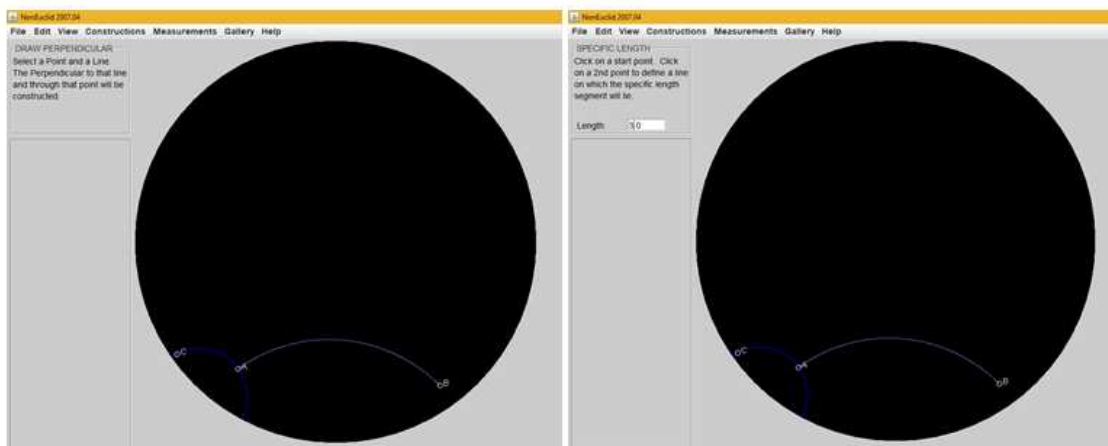 NonEuclid 2007.04
File Edit View Constructions Measurements Gallery Help
DRAW PERPENDICULAR
Select a Point and a Line.
The Perpendicular to that line
and through that point will be
constructed.
C
A
B
NonEuclid 2007.04
File Edit View Constructions Measurements Gallery Help
SPECIFIC LENGTH
Click on a start point. Click
on a 2nd point to define a line
on which the specific length
segment will lie.
Length:
C
A
B